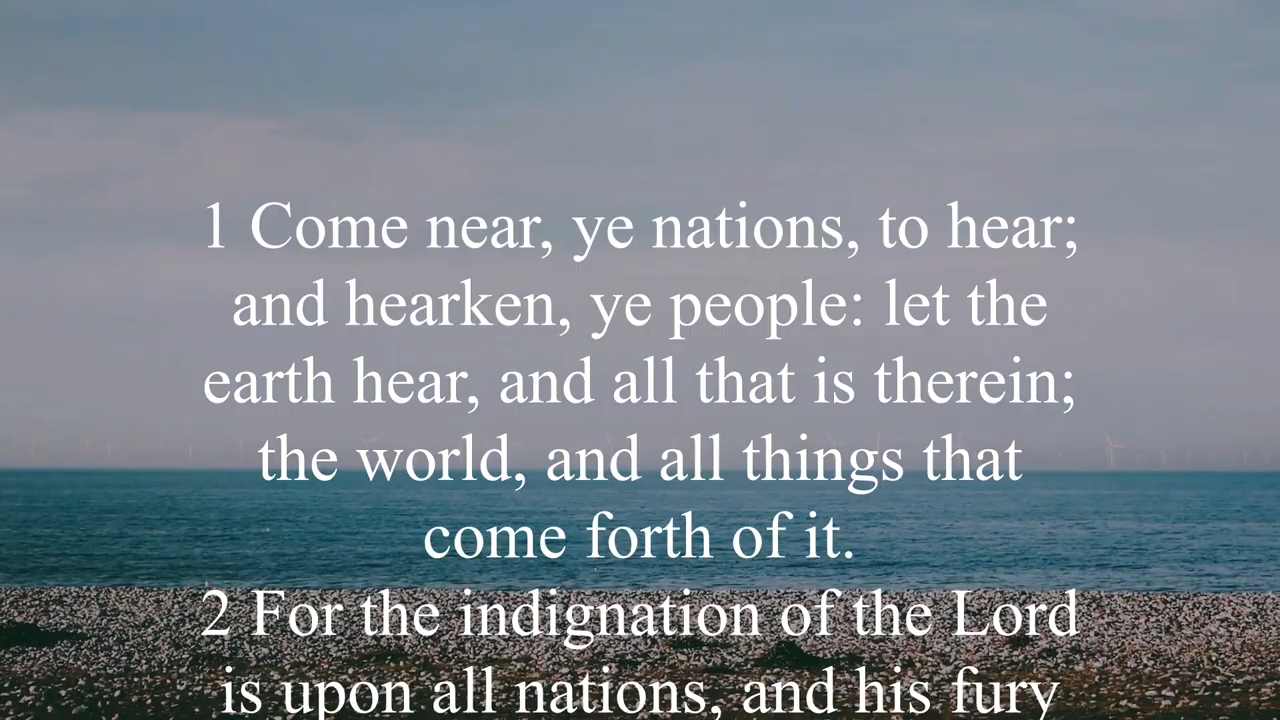 1 Come near, ye nations, to hear;
and hearken, ye people: let the
earth hear, and all that is therein;
the world, and all things that
come forth of it.
2 For the indignation of the Lord
is upon all nations, and his fury